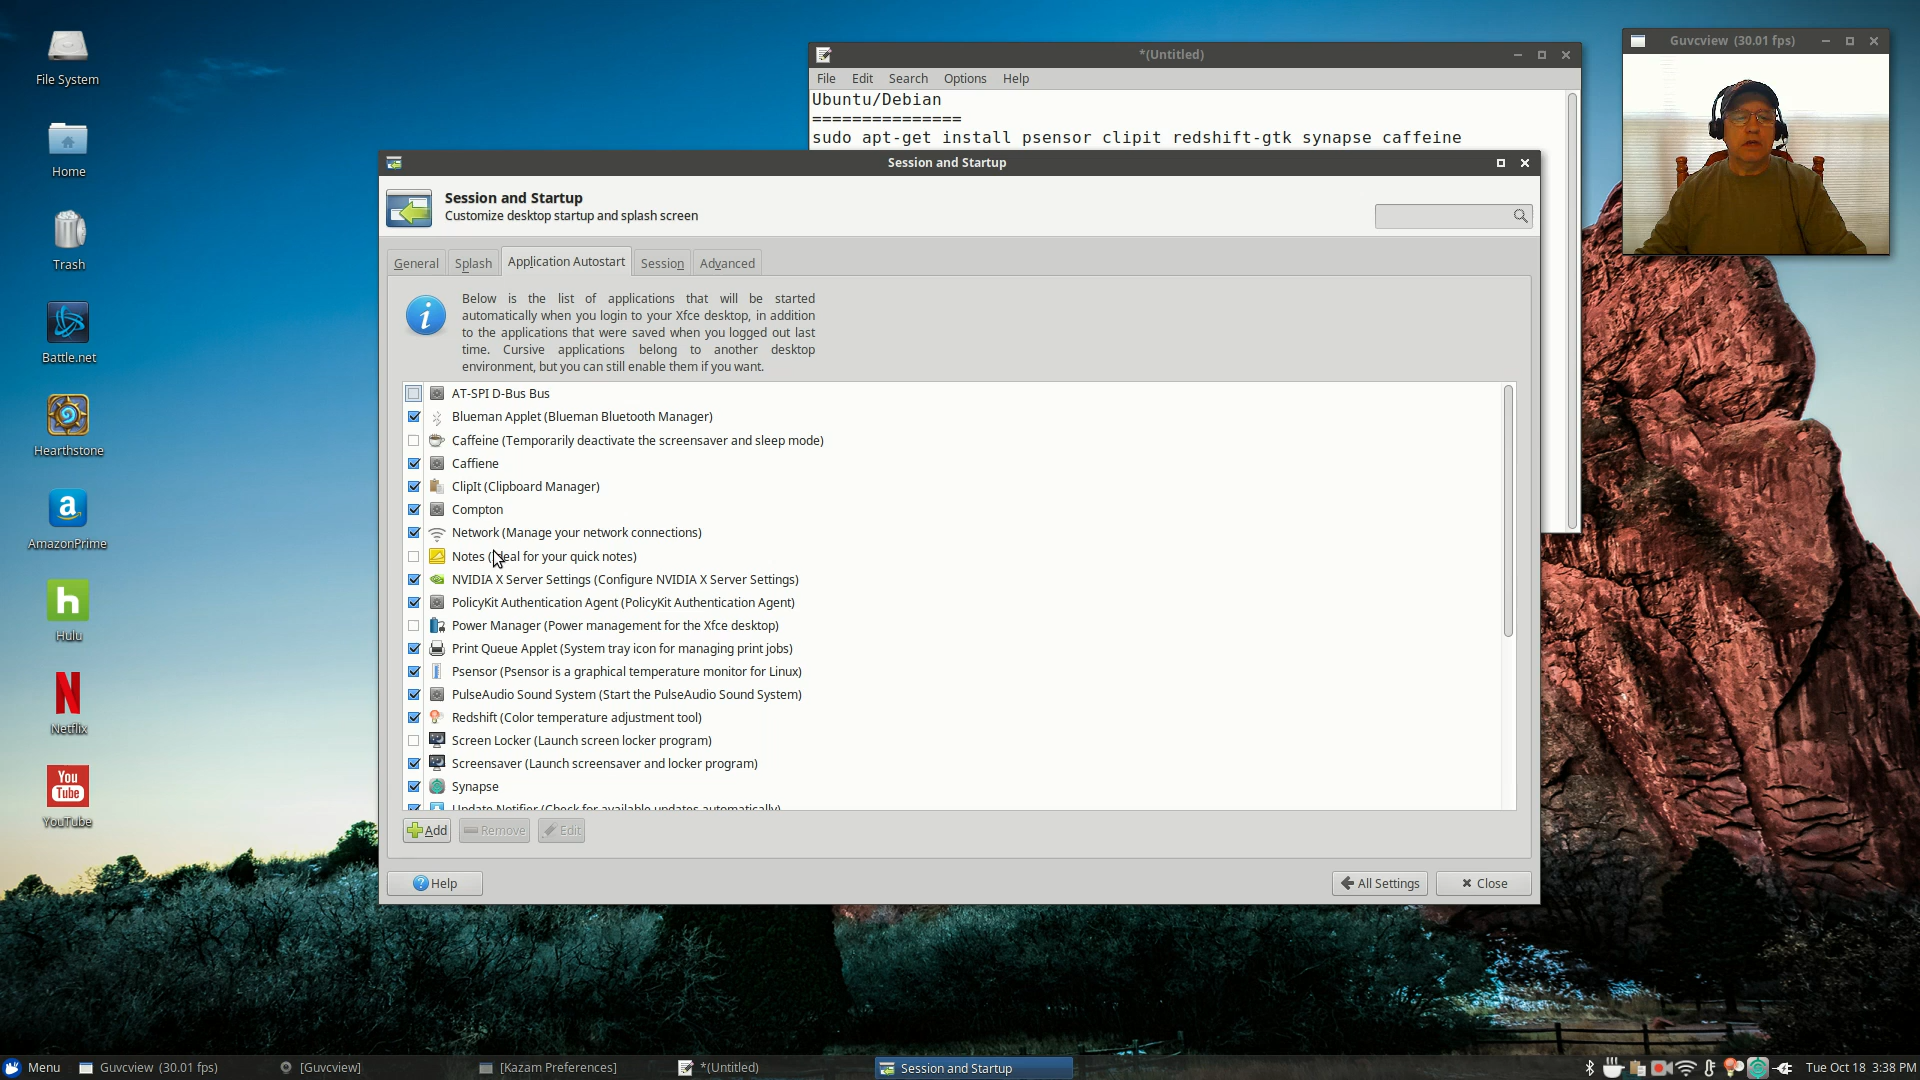 File System
Home
Trash
Battle.net
Hearthstone
a
AmazonPrime
h
Hulu
N
Netflix
You
Tube
YouTube
*(Untitled)
File Edit Search Options Help
Ubuntu/Debian
===============
sudo apt-get install psensor clipit redshift-gtk synapse caffeine
Guvcview (30.01 fps)
Session and Startup
Session and Startup
Customize desktop startup and splash screen
General Splash Application Autostart Session Advanced
Below is the list of applications that will be started
automatically when you login to your Xfce desktop, in addition
to the applications that were saved when you logged out last
time. Cursive applications belong to another desktop
environment, but you can still enable them if you want.
AT-SPI D-Bus Bus
Blueman Applet (Blueman Bluetooth Manager)
Caffeine (Temporarily deactivate the screensaver and sleep mode)
Caffiene
ClipIt (Clipboard Manager)
Compton
Network (Manage your network connections)
Notes ( for your quick notes)
NVIDIA X Server Settings (Configure NVIDIA X Server Settings)
PolicyKit Authentication Agent (PolicyKit Authentication Agent)
Power Manager (Power management for the Xfce desktop)
Print Queue Applet (System tray icon for managing print jobs)
Psensor (Psensor is a graphical temperature monitor for Linux)
PulseAudio Sound System (Start the PulseAudio Sound System)
Redshift (Color temperature adjustment tool)
Screen Locker (Launch screen locker program)
Screensaver (Launch screensaver and locker program)
Synapse
Update Notifier (Check for available updates automatically)
Add Remove Edit
Help All Settings Close
Menu Guvcview (30.01 fps) [Guvcview] [Kazam Preferences] *(Untitled) Session and Startup Tue Oct 18 3:38 PM